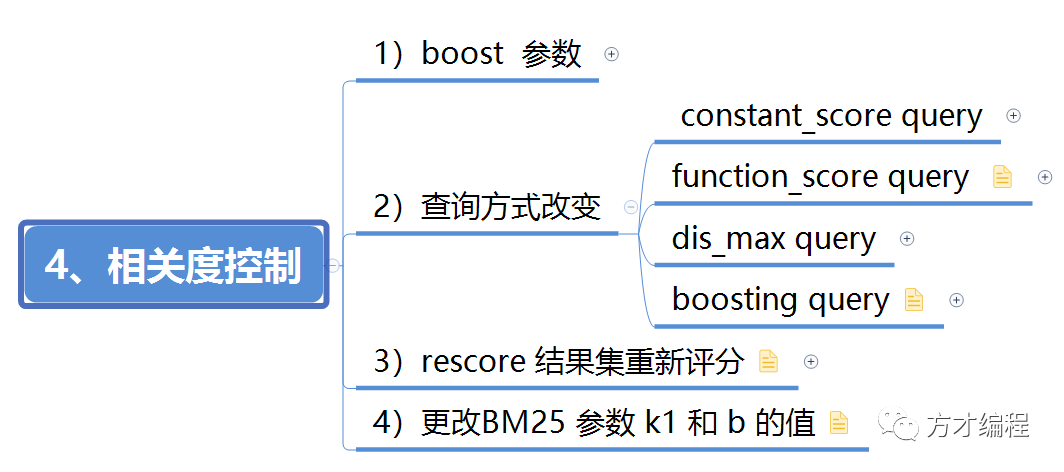 4、相关度控制
1）boost 参数
2）查询方式改变
constant_score query
function_score query
dis_max query
boosting query
3）rescore 结果集重新评分
4）更改BM25 参数 k1 和 b 的值
方才编程